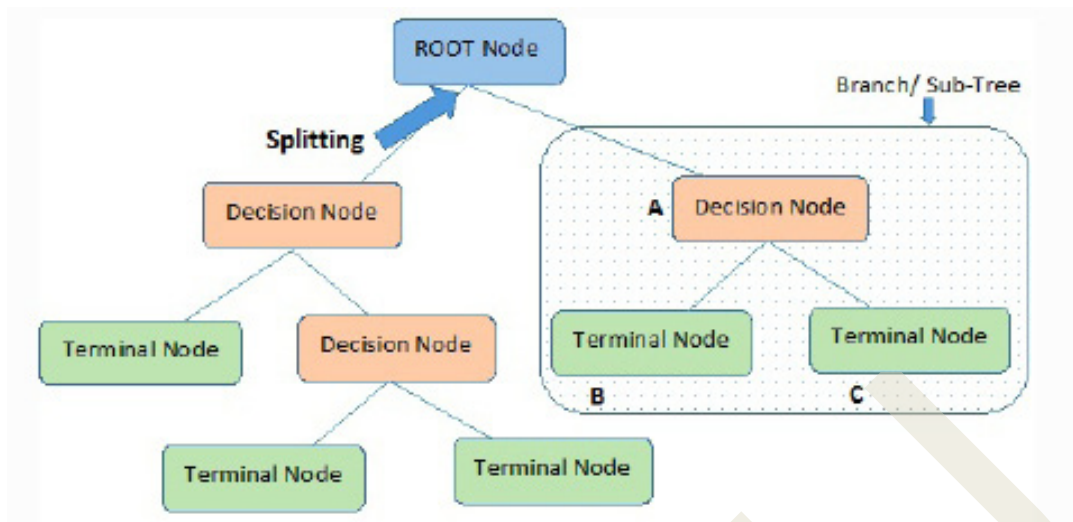 ROOT Node
Branch/ Sub-Tree
Splitting
Decision Node
A Decision Node
Terminal Node
Decision Node
Terminal Node
Terminal Node
B
C
Terminal Node
Terminal Node